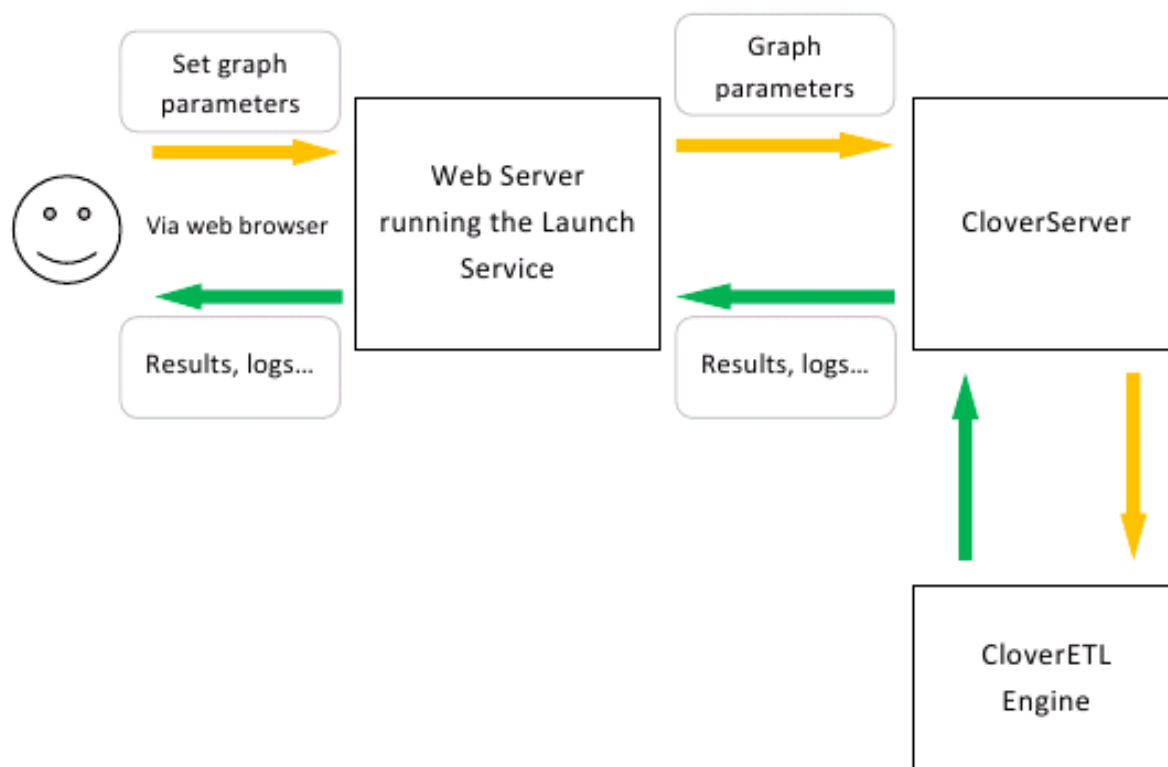 Set graph
parameters
Graph
parameters
Via web browser
Web Server
running the Launch
Service
CloverServer
Results, logs…
Results, logs…
CloverETL
Engine